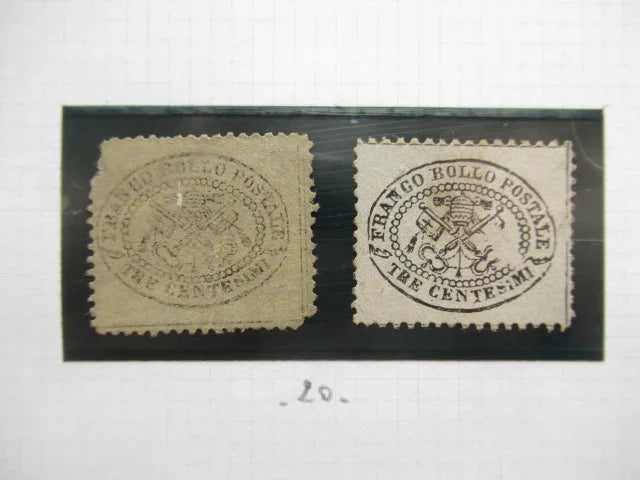 FRANCO BOLLO POSTALE
TRE CENTESIMI
FRANCO BOLLO POSTALE
TRE CENTESIMI
- 20 -